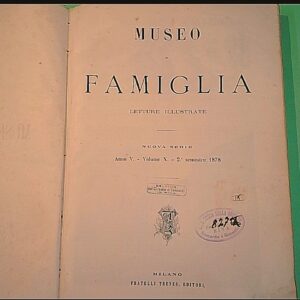 MUSEO
DI
FAMIGLIA
LETTURE ILLUSTRATE
NUOVA SERIE
Anno V. - Volume X. - 2.° semestre 1878
MILANO
FRATELLI TREVES, EDITORI.